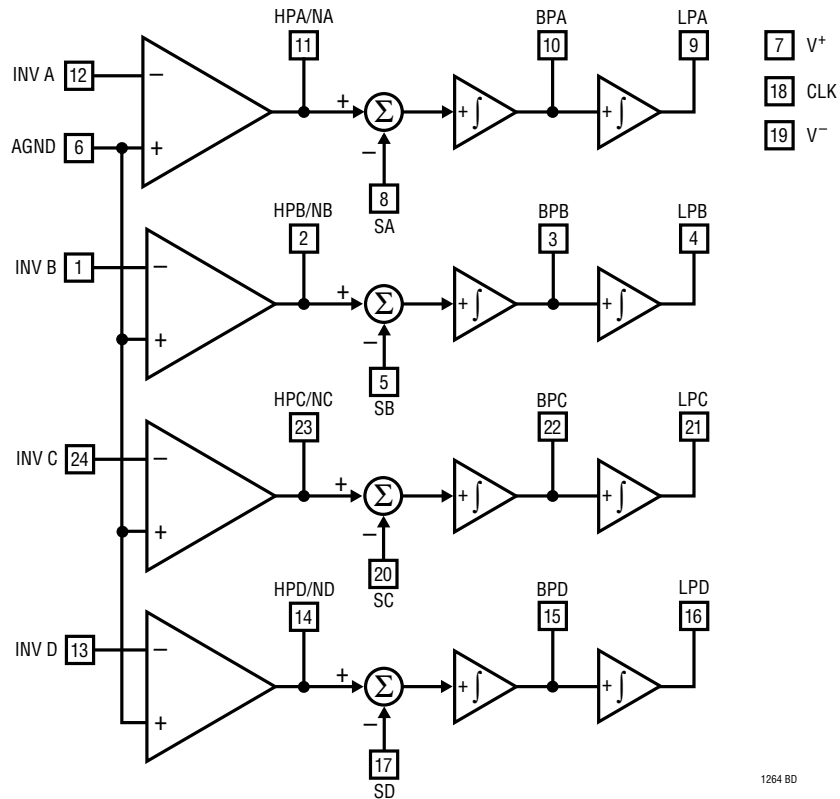 HPA/NA
BPA
LPA
11
10
9
7 V+
INV A 12
−
+
Σ
+ ∫
+ ∫
18 CLK
AGND 6
+
−
19 V−
8
SA
HPB/NB
BPB
LPB
2
3
4
INV B 1
−
+
Σ
+ ∫
+ ∫
+
−
5
SB
HPC/NC
BPC
LPC
23
22
21
INV C 24
−
+
Σ
+ ∫
+ ∫
+
−
20
SC
HPD/ND
BPD
LPD
14
15
16
INV D 13
−
+
Σ
+ ∫
+ ∫
+
−
17
SD
1264 BD